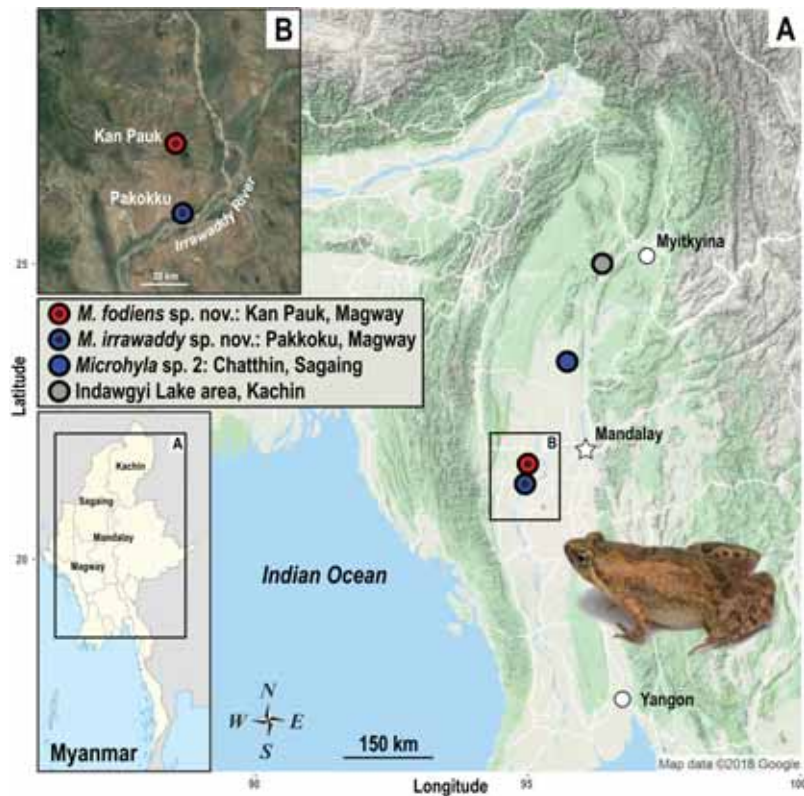 B
Kan Pauk
Pakokku
Irrawaddy River
A
Myitkyina
M. fodiens sp. nov.: Kan Pauk, Magway
M. irrawaddy sp. nov.: Pakkoku, Magway
Microhyla sp. 2: Chatthin, Sagaing
Indawgyi Lake area, Kachin
25
Latitude
20
B
Mandalay
A
Kachin
Sagaing
Mandalay
Magway
Myanmar
Indian Ocean
N
W E
S
150 km
Yangon
Map data ©2018 Google
90
95
100
Longitude